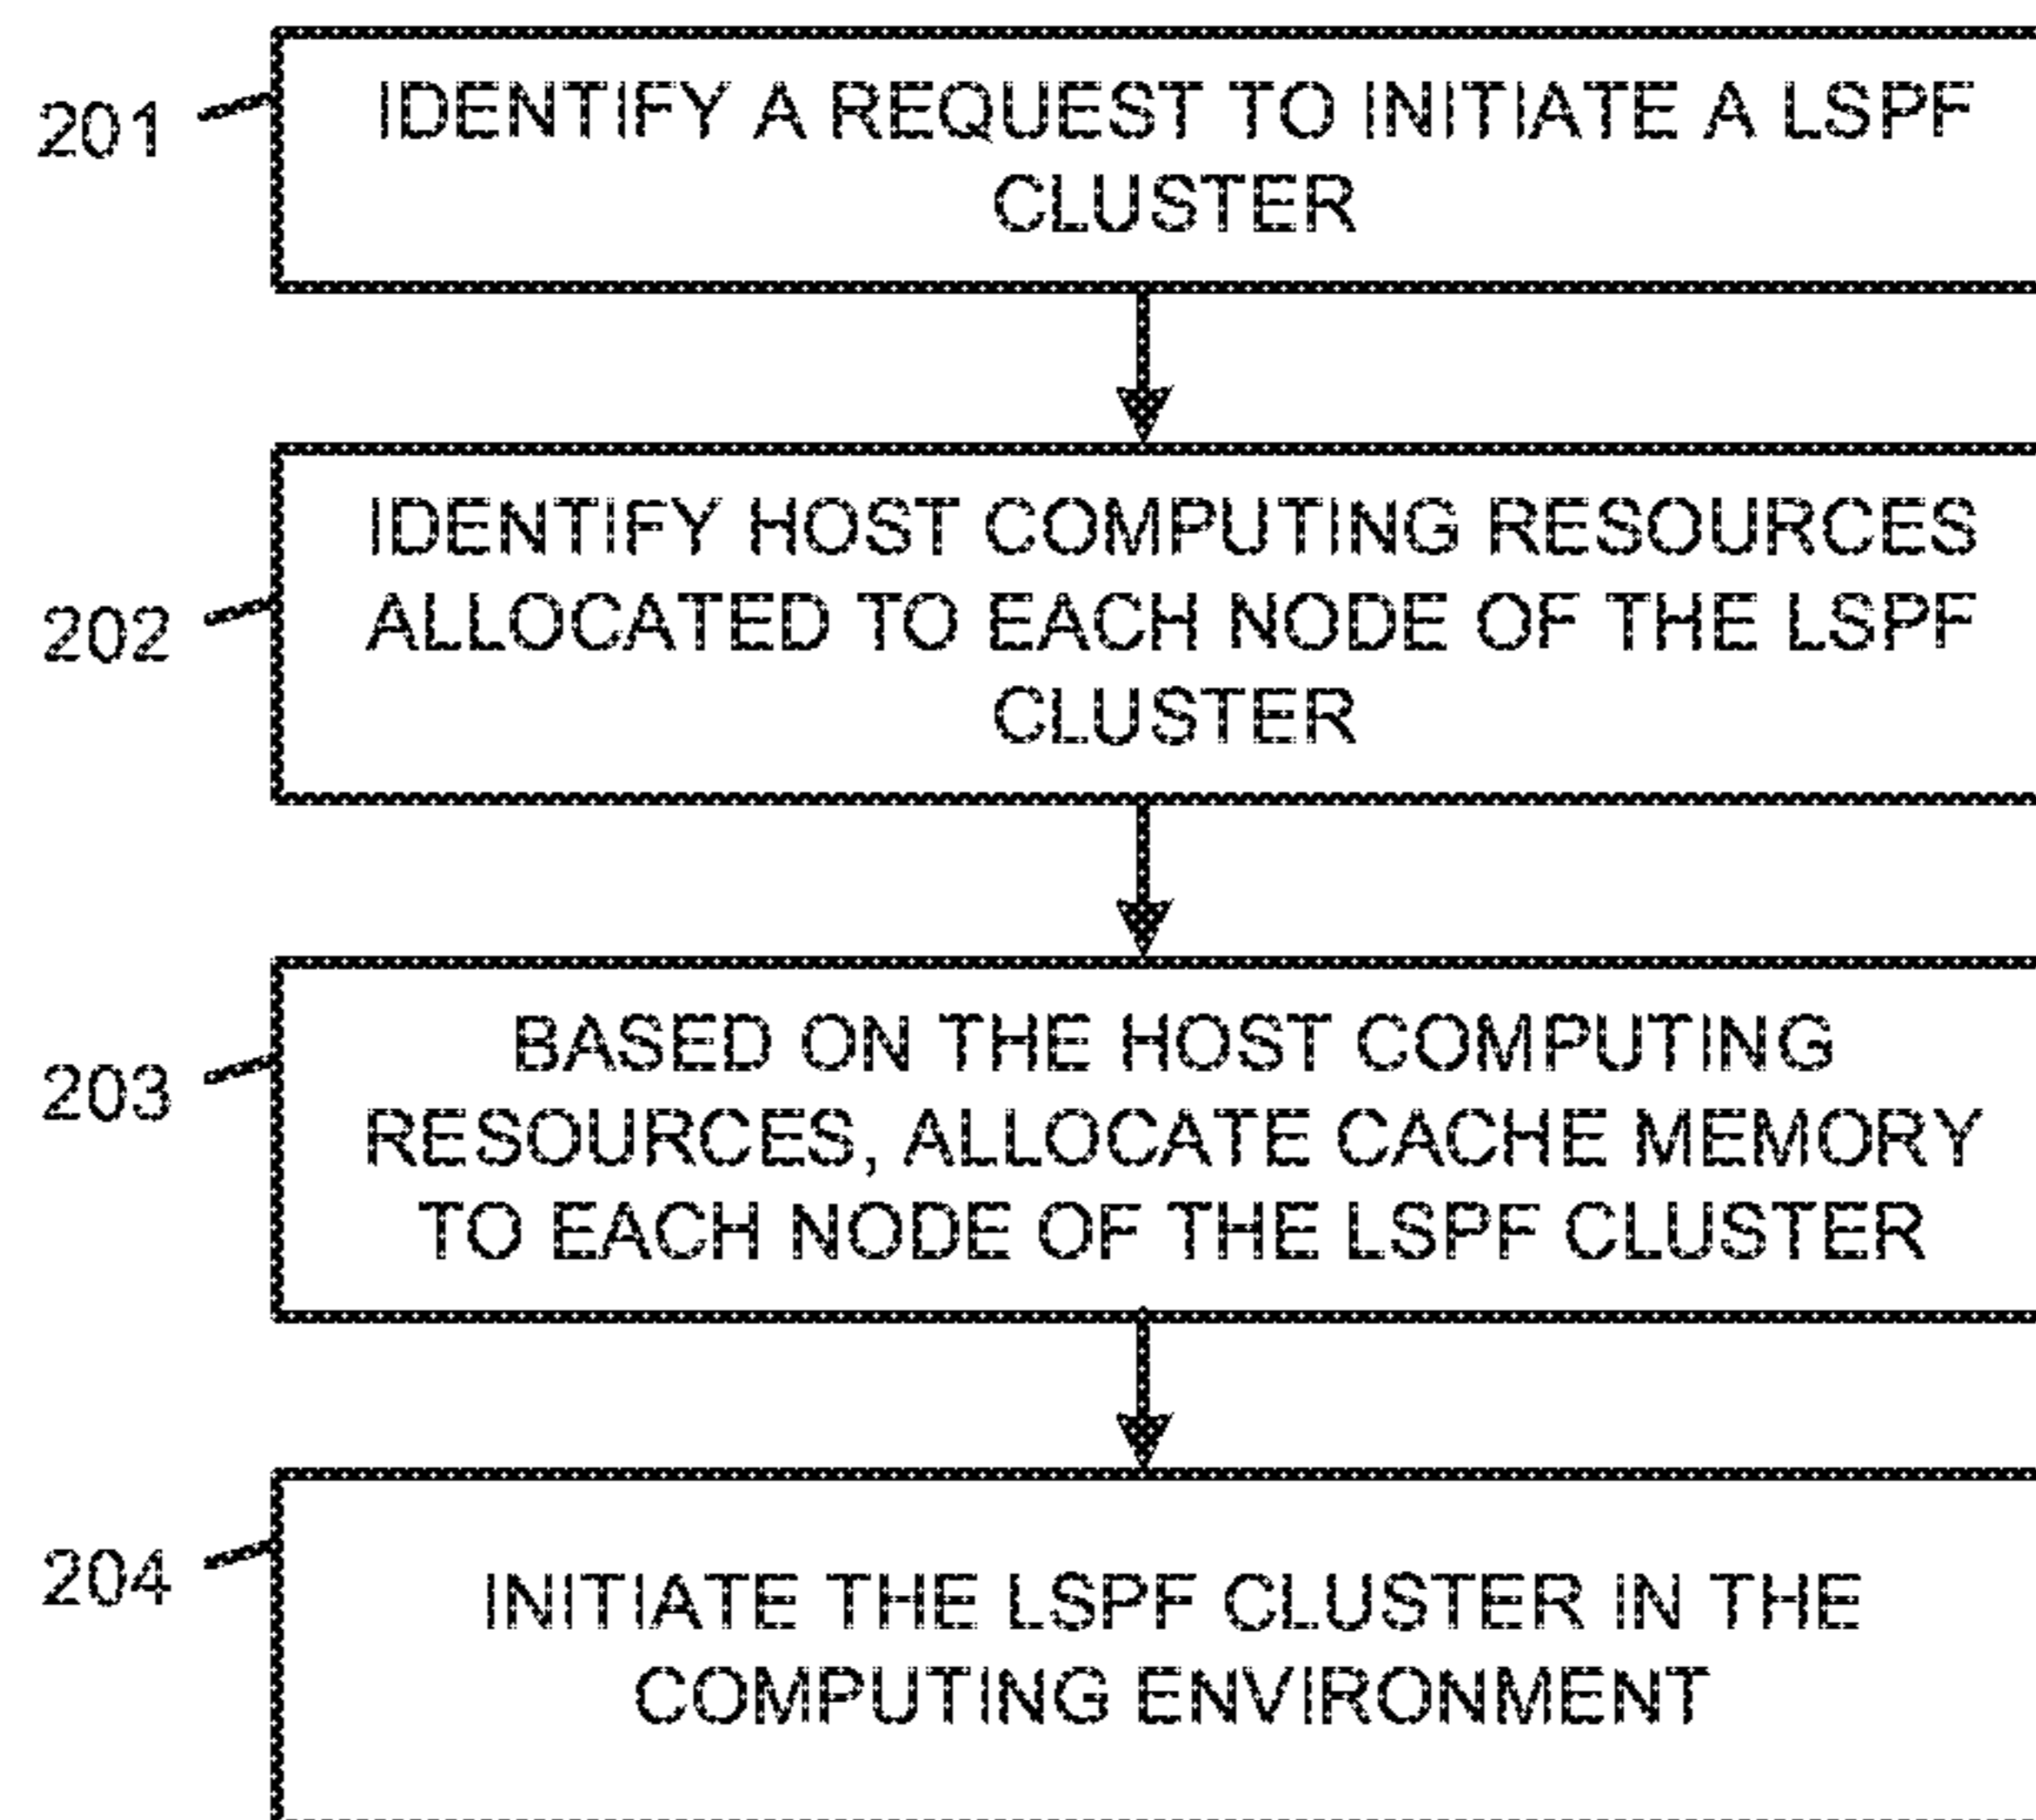 201
IDENTIFY A REQUEST TO INITIATE A LSPF
CLUSTER
IDENTIFY HOST COMPUTING RESOURCES
202
ALLOCATED TO EACH NODE OF THE LSPF
CLUSTER
BASED ON THE HOST COMPUTING
203
RESOURCES, ALLOCATE CACHE MEMORY
TO EACH NODE OF THE LSPF CLUSTER
204
INITIATE THE LSPF CLUSTER IN THE
COMPUTING ENVIRONMENT